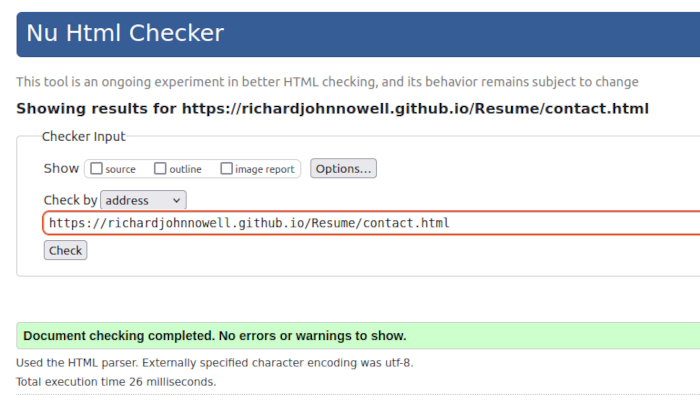 Nu Html Checker
This tool is an ongoing experiment in better HTML checking, and its behavior remains subject to change
Showing results for https://richardjohnnowell.github.io/Resume/contact.html
Checker Input
Show source outline image report Options...
Check by address
https://richardjohnnowell.github.io/Resume/contact.html
Check
Document checking completed. No errors or warnings to show.
Used the HTML parser. Externally specified character encoding was utf-8.
Total execution time 26 milliseconds.